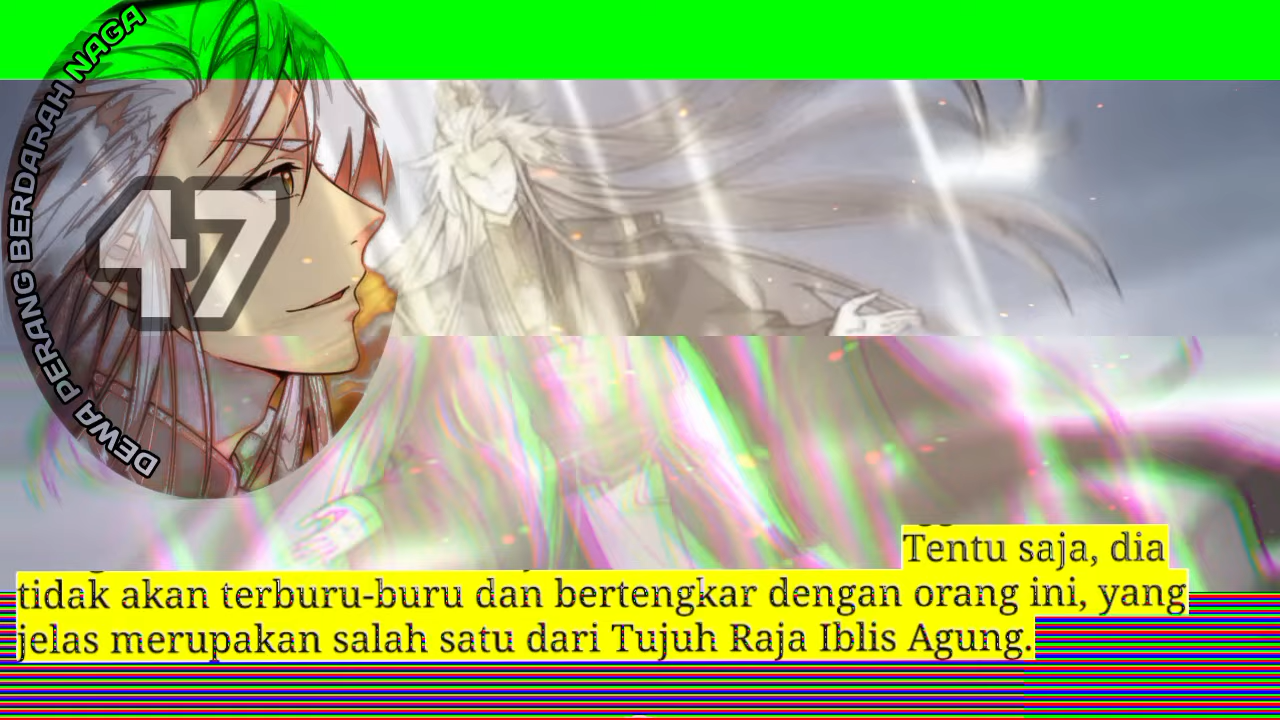 DEWA PERANG BERDARAH NAGA
47
Tentu saja, dia
tidak akan terburu-buru dan bertengkar dengan orang ini, yang
jelas merupakan salah satu dari Tujuh Raja Iblis Agung.